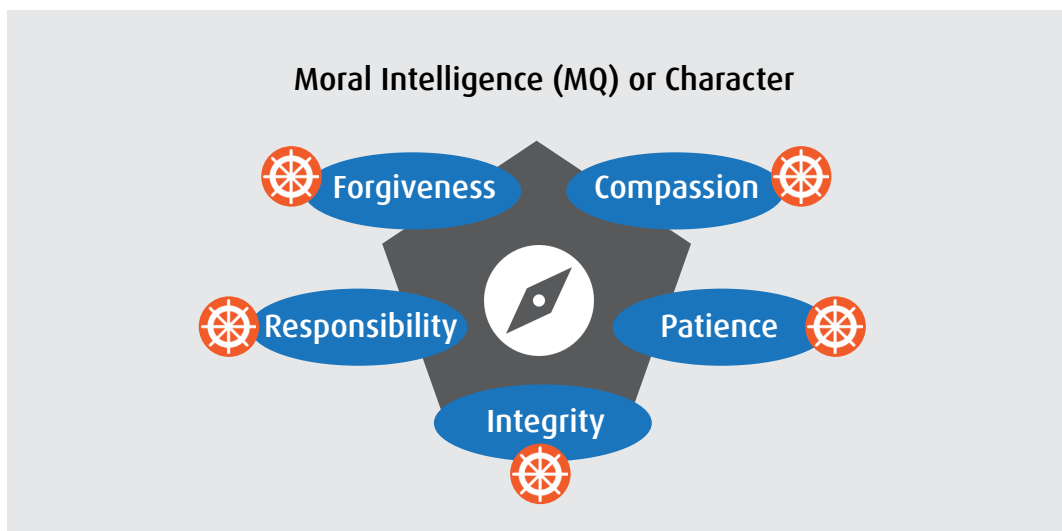 Moral Intelligence (MQ) or Character
Forgiveness
Compassion
Responsibility
Patience
Integrity